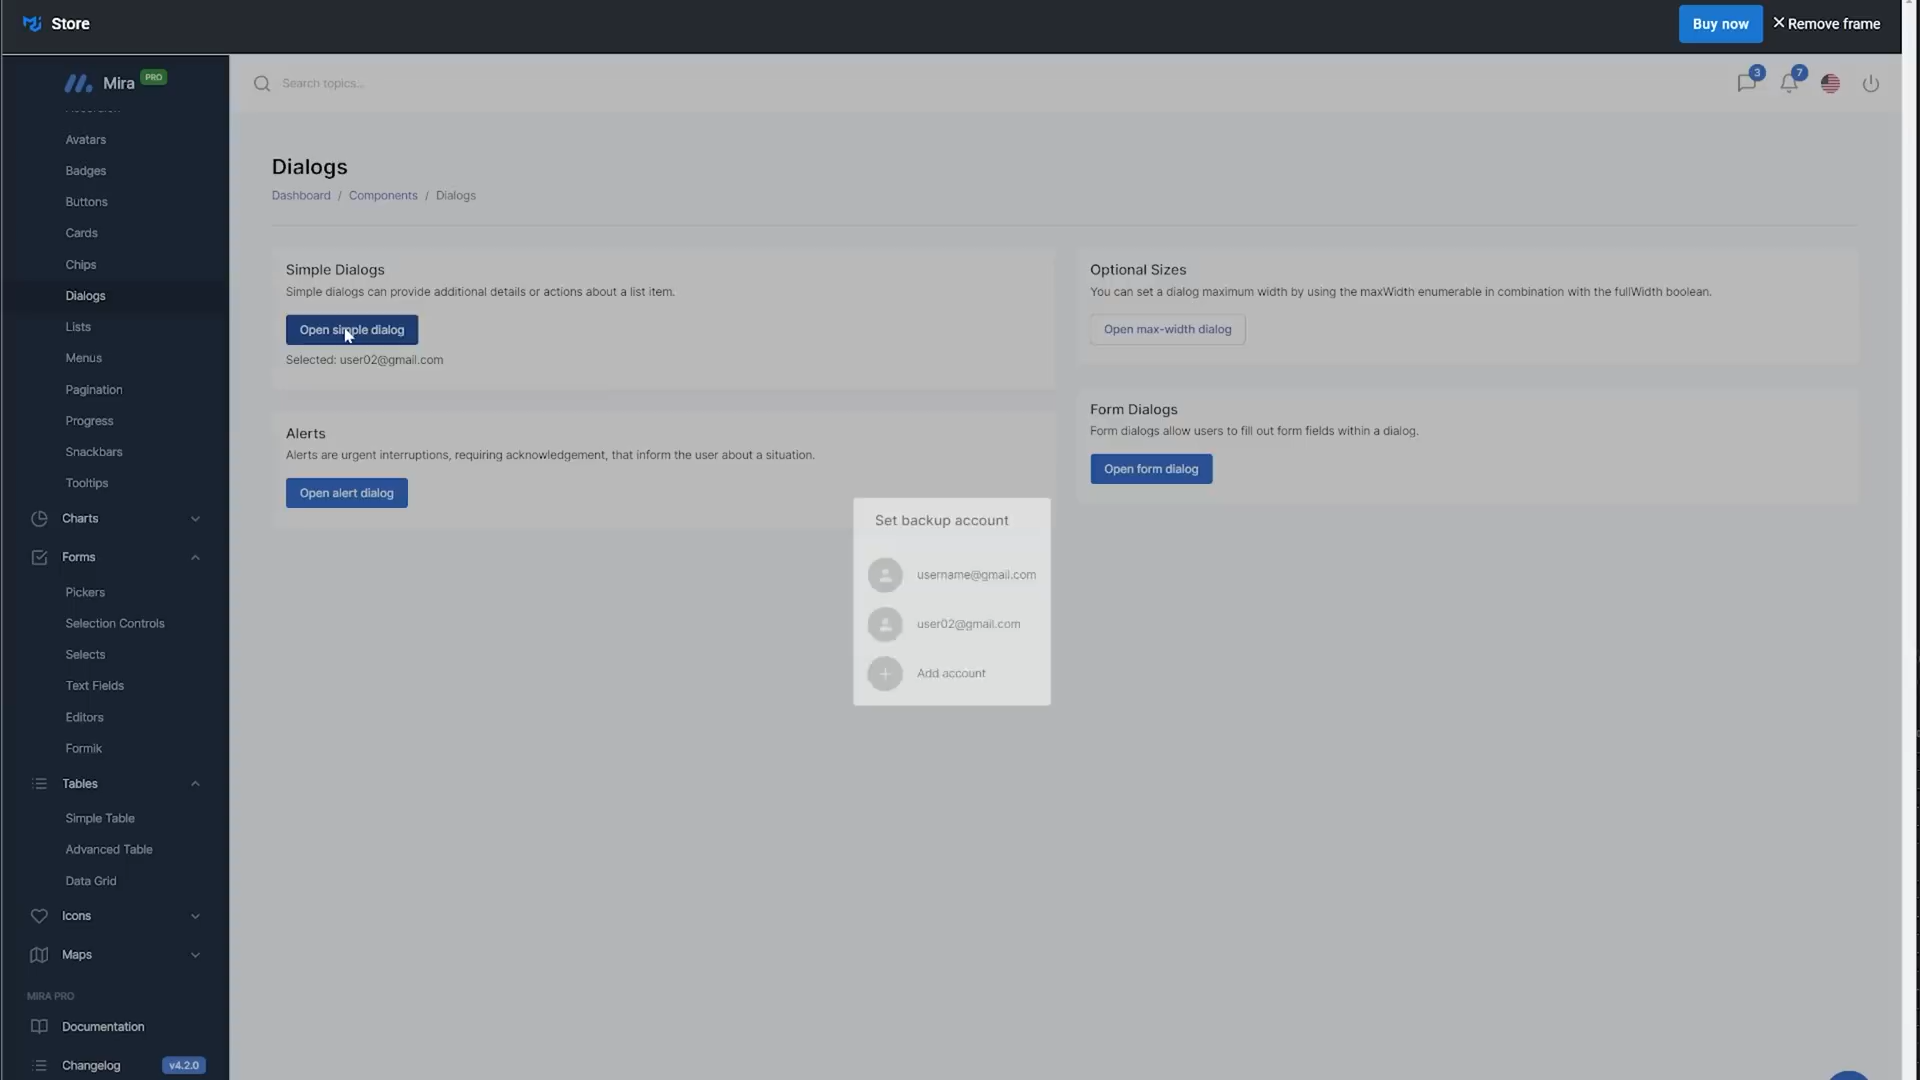 Store
Buy now
Remove frame
Mira PRO
Search topics...
3
7
Avatars
Badges
Buttons
Cards
Chips
Dialogs
Lists
Menus
Pagination
Progress
Snackbars
Tooltips
Charts
Forms
Pickers
Selection Controls
Selects
Text Fields
Editors
Formik
Tables
Simple Table
Advanced Table
Data Grid
Icons
Maps
MIRA PRO
Documentation
Changelog v4.2.0
Dialogs
Dashboard / Components / Dialogs
Simple Dialogs
Simple dialogs can provide additional details or actions about a list item.
Open simple dialog
Selected: user02@gmail.com
Alerts
Alerts are urgent interruptions, requiring acknowledgement, that inform the user about a situation.
Open alert dialog
Optional Sizes
You can set a dialog maximum width by using the maxWidth enumerable in combination with the fullWidth boolean.
Open max-width dialog
Form Dialogs
Form dialogs allow users to fill out form fields within a dialog.
Open form dialog
Set backup account
username@gmail.com
user02@gmail.com
Add account